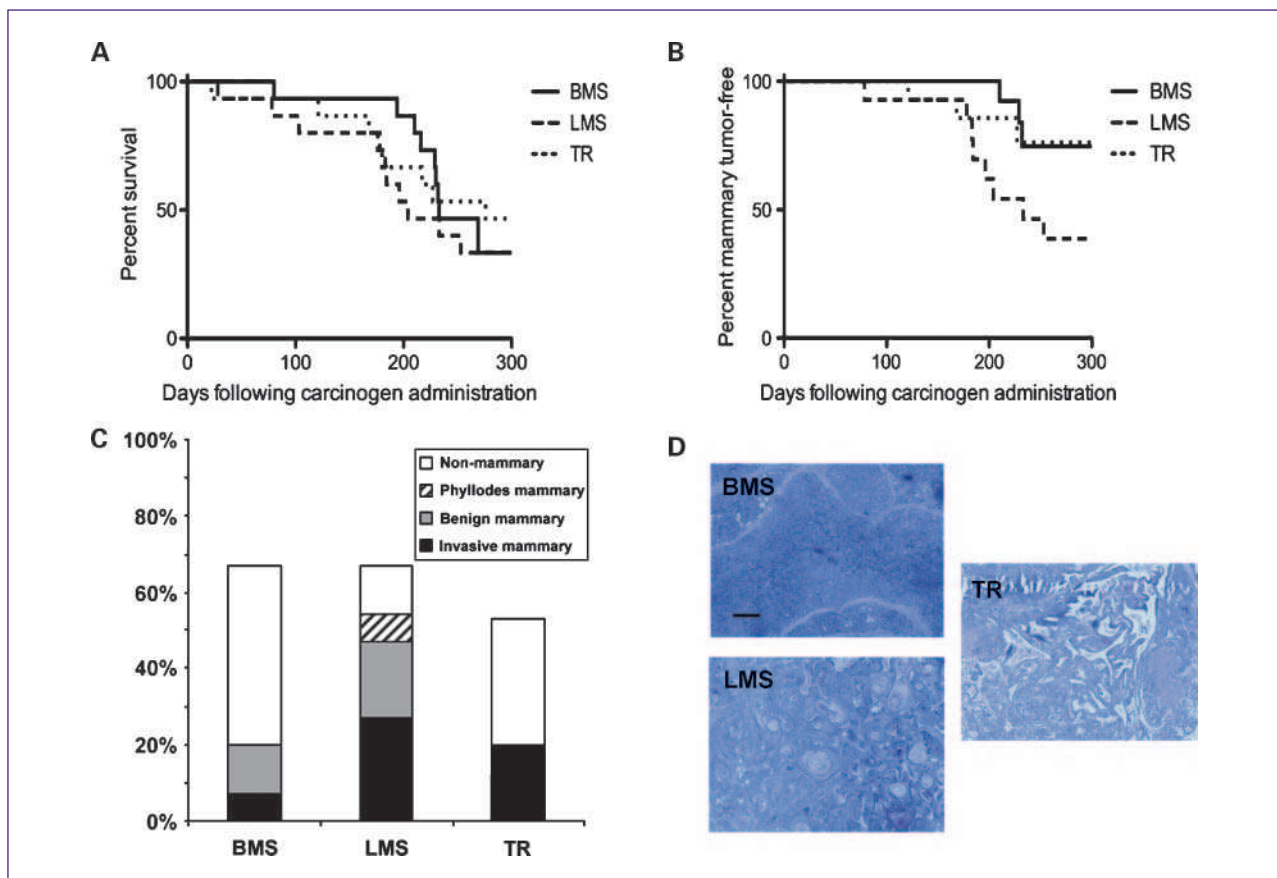 A
100
50
0
Percent survival
0 100 200 300
Days following carcinogen administration
BMS
LMS
TR
B
100
50
0
Percent mammary tumor-free
0 100 200 300
Days following carcinogen administration
BMS
LMS
TR
C
100%
80%
60%
40%
20%
0%
Non-mammary
Phyllodes mammary
Benign mammary
Invasive mammary
BMS LMS TR
D
BMS
TR
LMS